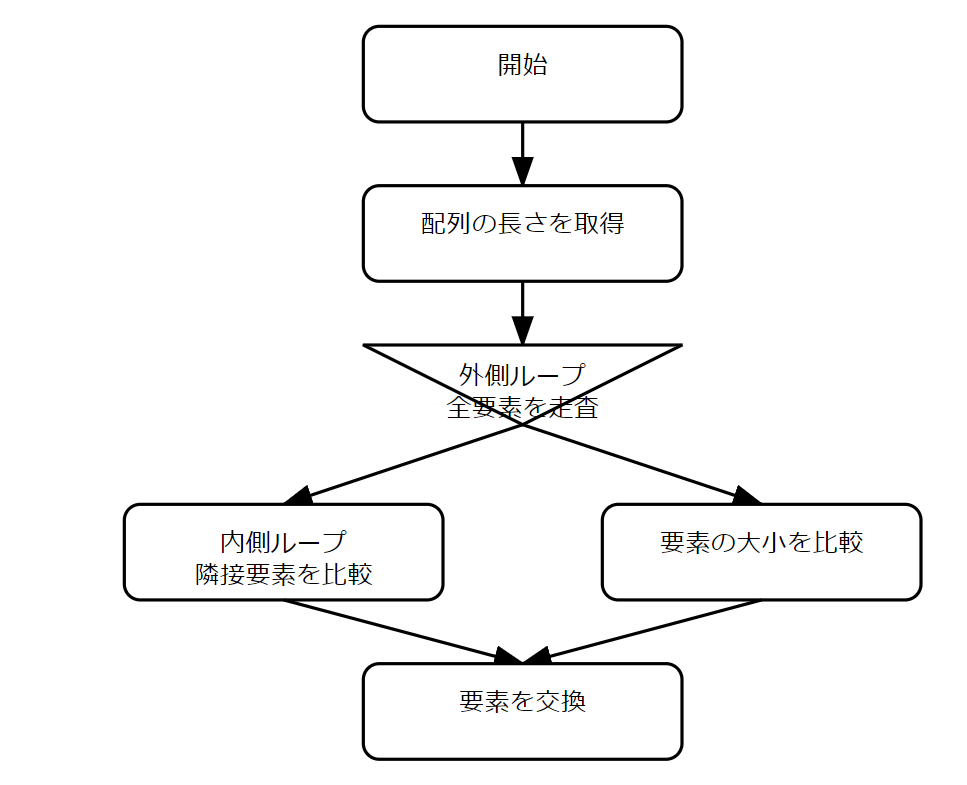 開始
配列の長さを取得
外側ループ
全要素を走査
内側ループ
隣接要素を比較
要素の大小を比較
要素を交換